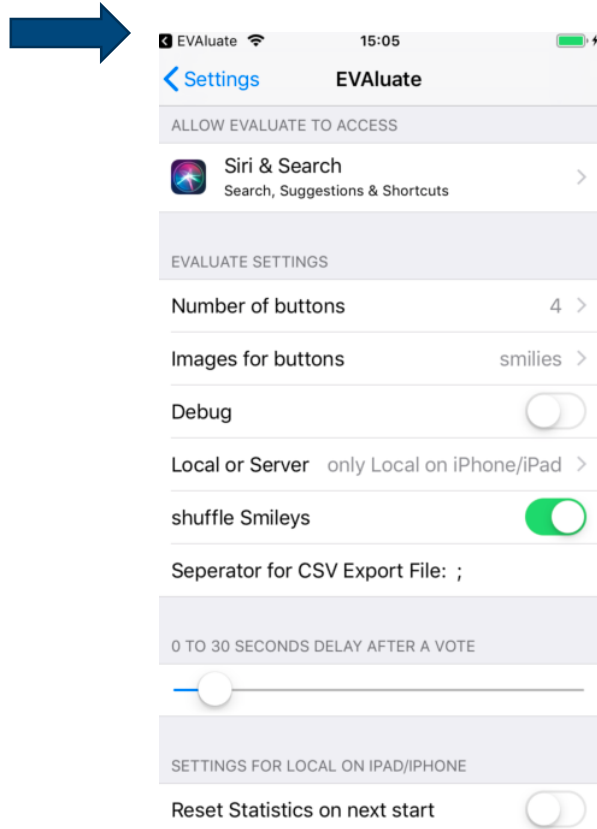 EVAluate 15:05
Settings EVAluate
ALLOW EVALUATE TO ACCESS
Siri & Search
Search, Suggestions & Shortcuts
EVALUATE SETTINGS
Number of buttons 4
Images for buttons smilies
Debug
Local or Server only Local on iPhone/iPad
shuffle Smileys
Seperator for CSV Export File: ;
0 TO 30 SECONDS DELAY AFTER A VOTE
SETTINGS FOR LOCAL ON IPAD/IPHONE
Reset Statistics on next start